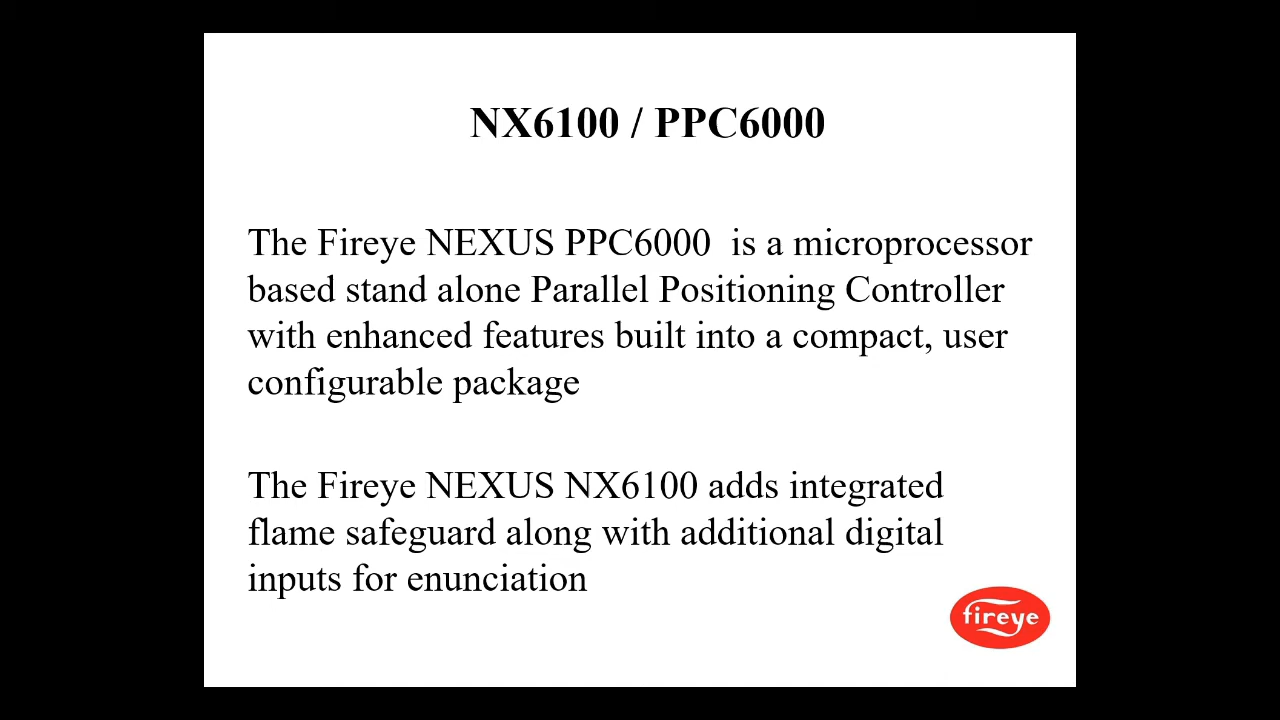 NX6100 / PPC6000
The Fireye NEXUS PPC6000  is a microprocessor
based stand alone Parallel Positioning Controller
with enhanced features built into a compact, user
configurable package
The Fireye NEXUS NX6100 adds integrated
flame safeguard along with additional digital
inputs for enunciation
fireye